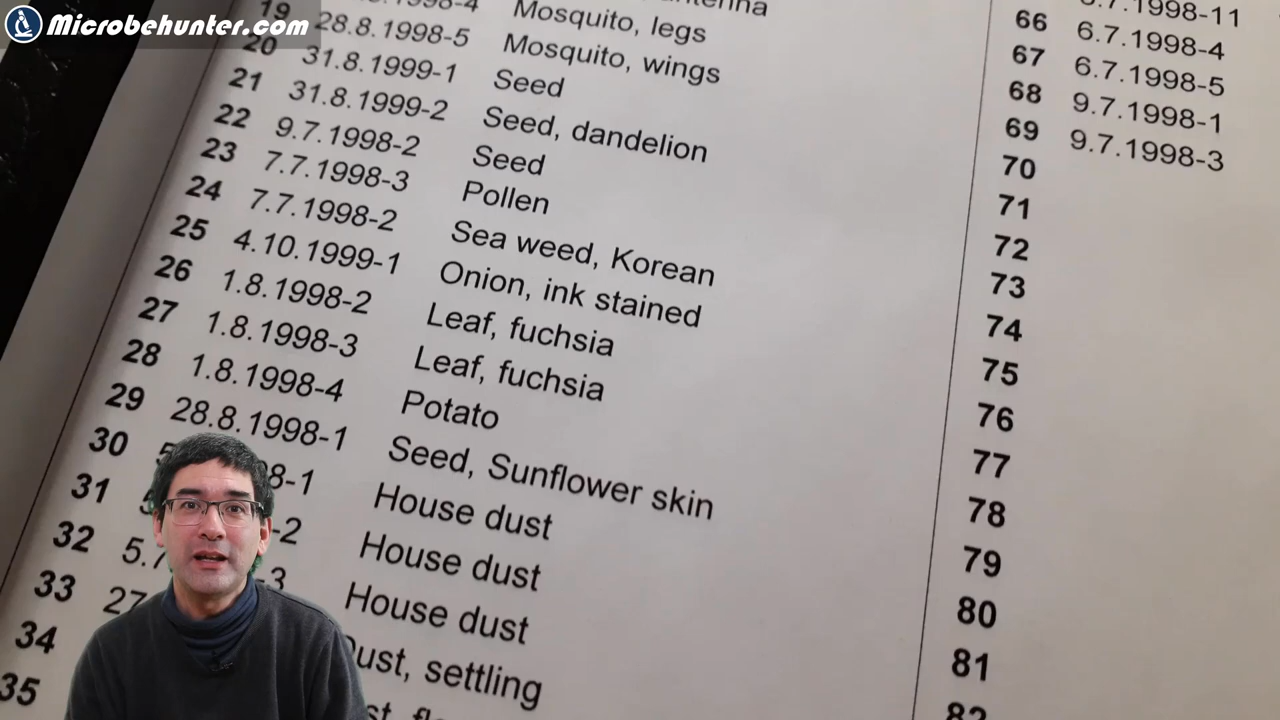 Microbehunter.com
Mosquito, legs
19 28.8.1998-5 Mosquito, wings
20 31.8.1999-1 Seed
21 31.8.1999-2 Seed, dandelion
22 9.7.1998-2 Seed
23 7.7.1998-3 Pollen
24 7.7.1998-2 Sea weed, Korean
25 4.10.1999-1 Onion, ink stained
26 1.8.1998-2 Leaf, fuchsia
27 1.8.1998-3 Leaf, fuchsia
28 1.8.1998-4 Potato
29 28.8.1998-1 Seed, Sunflower skin
30 House dust
31 House dust
32 House dust
33 Dust, settling
34
35
66 6.7.1998-4
67 6.7.1998-5
68 9.7.1998-1
69 9.7.1998-3
70
71
72
73
74
75
76
77
78
79
80
81
82